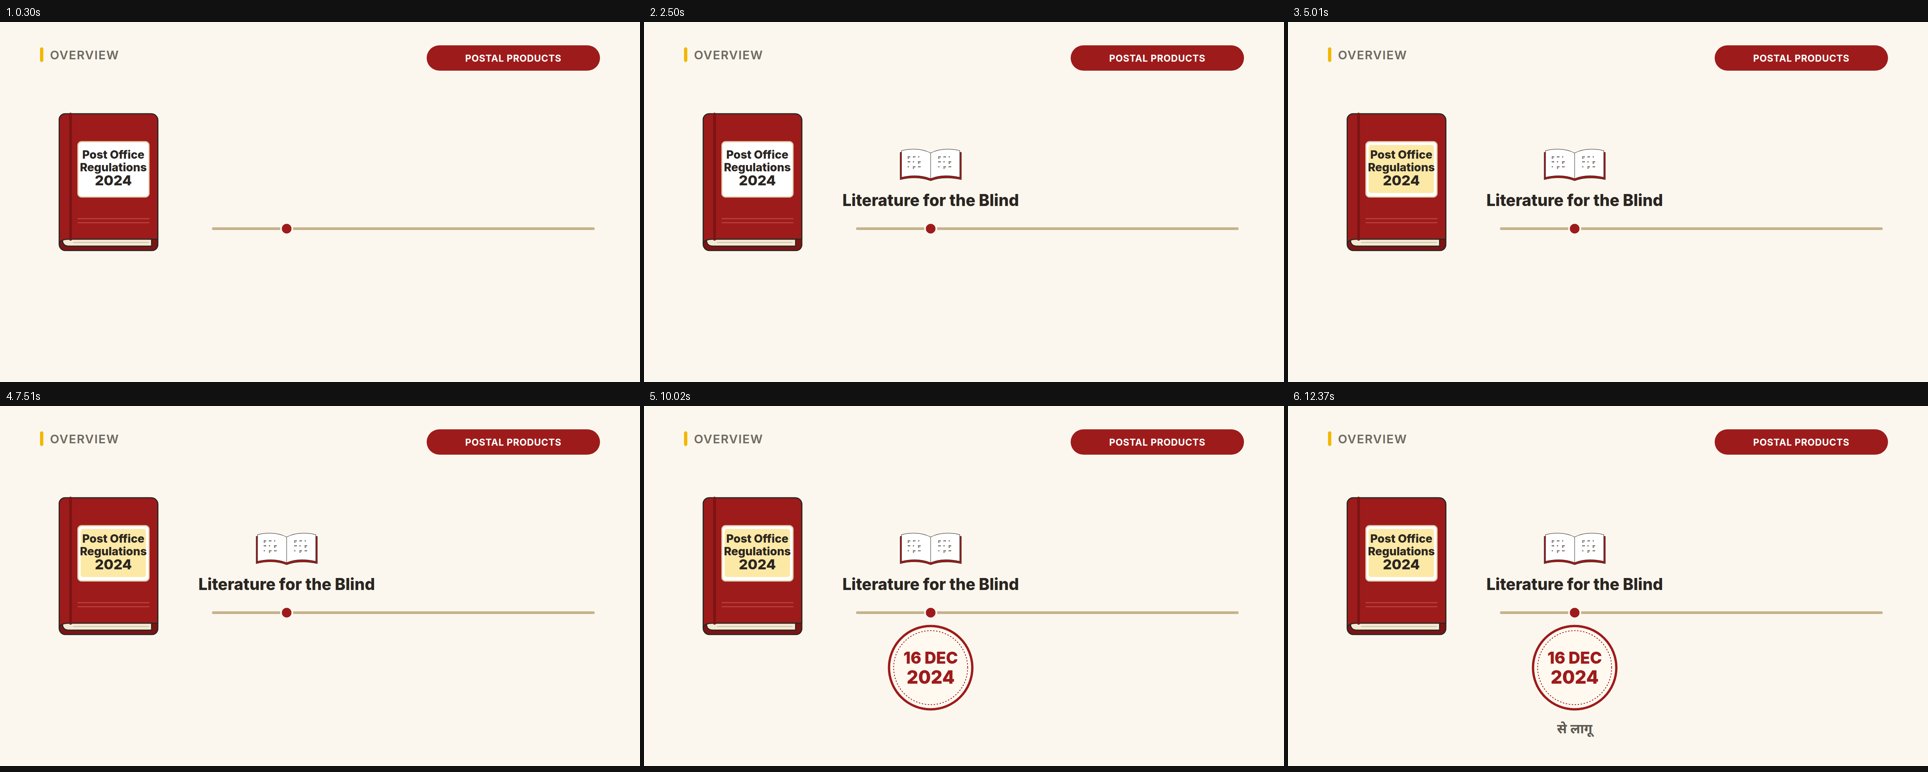 1. 0.30s
OVERVIEW
POSTAL PRODUCTS
Post Office
Regulations
2024
2. 2.50s
OVERVIEW
POSTAL PRODUCTS
Post Office
Regulations
2024
Literature for the Blind
3. 5.01s
OVERVIEW
POSTAL PRODUCTS
Post Office
Regulations
2024
Literature for the Blind
4. 7.51s
OVERVIEW
POSTAL PRODUCTS
Post Office
Regulations
2024
Literature for the Blind
5. 10.02s
OVERVIEW
POSTAL PRODUCTS
Post Office
Regulations
2024
Literature for the Blind
16 DEC
2024
6. 12.37s
OVERVIEW
POSTAL PRODUCTS
Post Office
Regulations
2024
Literature for the Blind
16 DEC
2024
से लागू